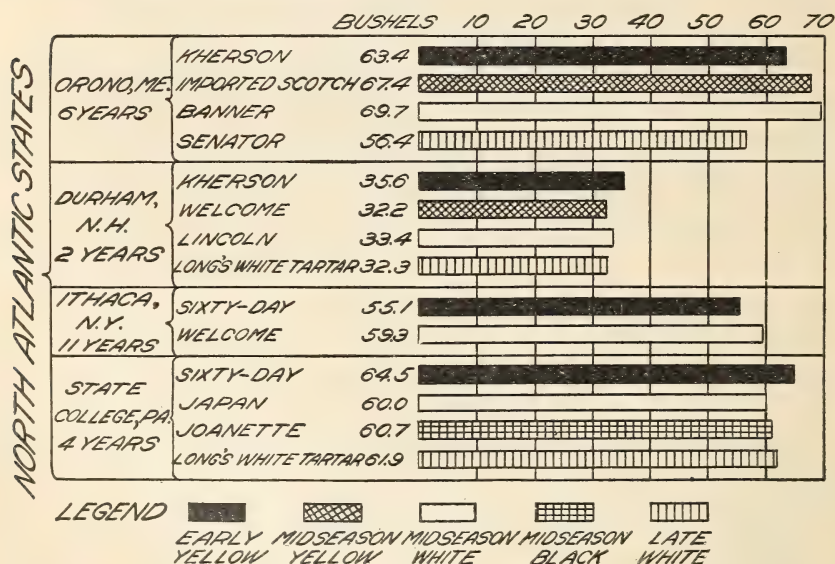 BUSHELS 10 20 30 40 50 60 70
NORTH ATLANTIC STATES
ORONO, ME.
6 YEARS
KHERSON 63.4
IMPORTED SCOTCH 67.4
BANNER 69.7
SENATOR 56.4
DURHAM,
N.H.
2 YEARS
KHERSON 35.6
WELCOME 32.2
LINCOLN 33.4
LONG'S WHITE TARTAR 32.3
ITHACA,
N.Y.
11 YEARS
SIXTY-DAY 55.1
WELCOME 59.3
STATE
COLLEGE, PA.
4 YEARS
SIXTY-DAY 64.5
JAPAN 60.0
JOANETTE 60.7
LONG'S WHITE TARTAR 61.9
LEGEND
EARLY MIDSEASON MIDSEASON MIDSEASON LATE
YELLOW YELLOW WHITE BLACK WHITE